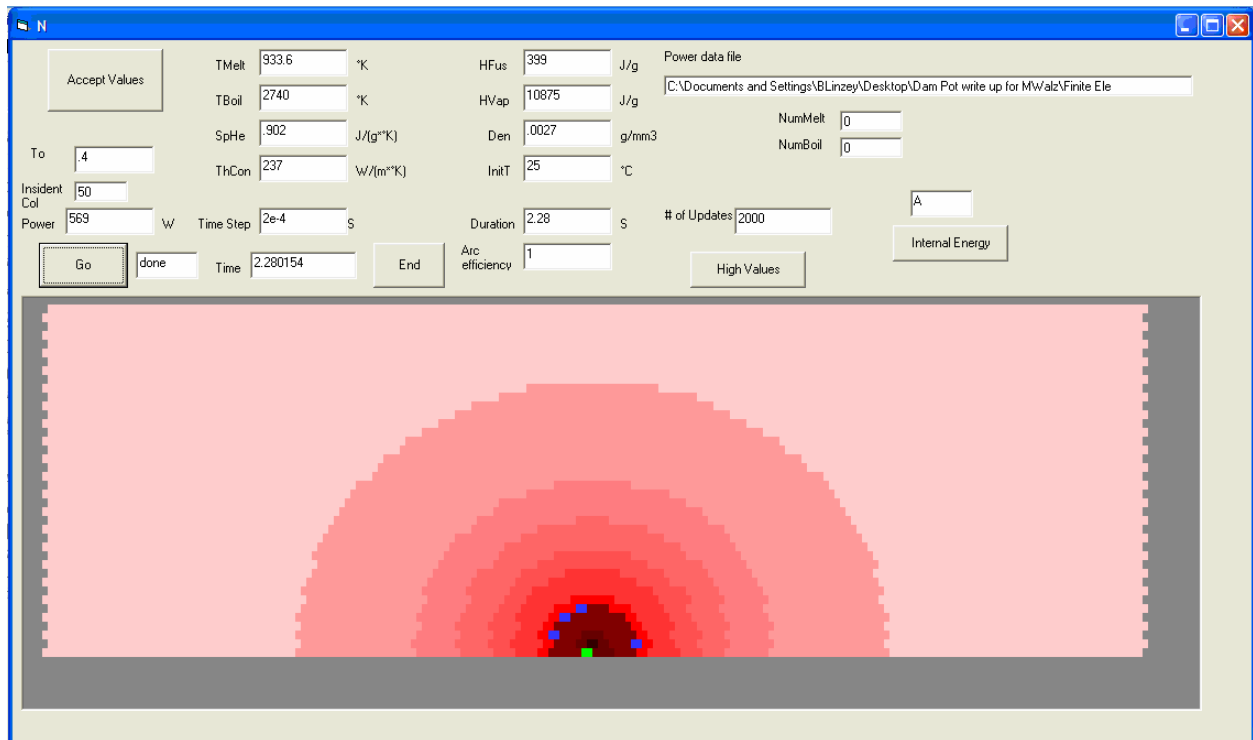 N
Accept Values
TMelt 933.6 °K HFus 399 J/g Power data file
C:\Documents and Settings\BLinzey\Desktop\Dam Pot write up for MWalz\Finite Ele
TBoil 2740 °K HVap 10875 J/g
NumMelt 0
SpHe .902 J/(g*°K) Den .0027 g/mm3
NumBoil 0
To .4
ThCon 237 W/(m*°K) InitT 25 °C
Insident Col 50
A
Power 569 W Time Step 2e-4 S Duration 2.28 S # of Updates 2000
Internal Energy
Go done Time 2.280154 End Arc efficiency 1 High Values